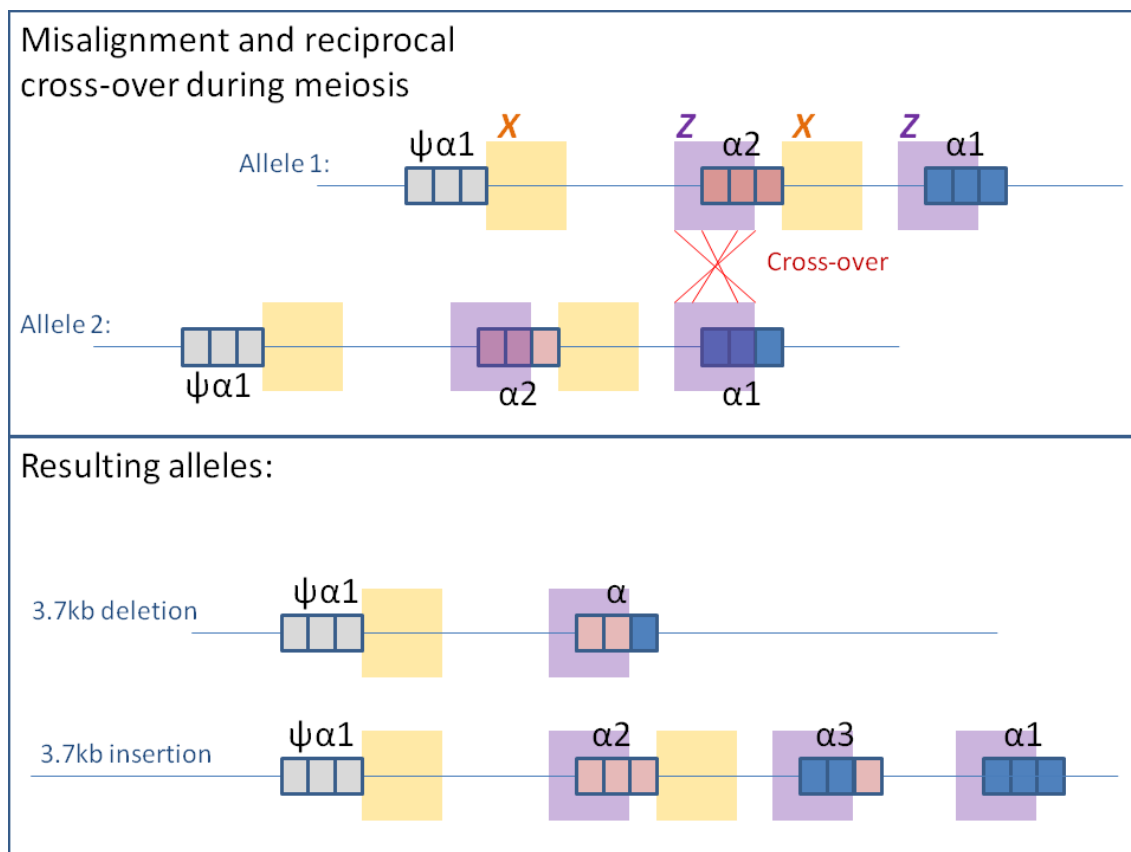 Misalignment and reciprocal
cross-over during meiosis
X Z X Z
ψα1 α2 α1
Allele 1:
Cross-over
Allele 2:
ψα1 α2 α1
Resulting alleles:
ψα1 α
3.7kb deletion
ψα1 α2 α3 α1
3.7kb insertion